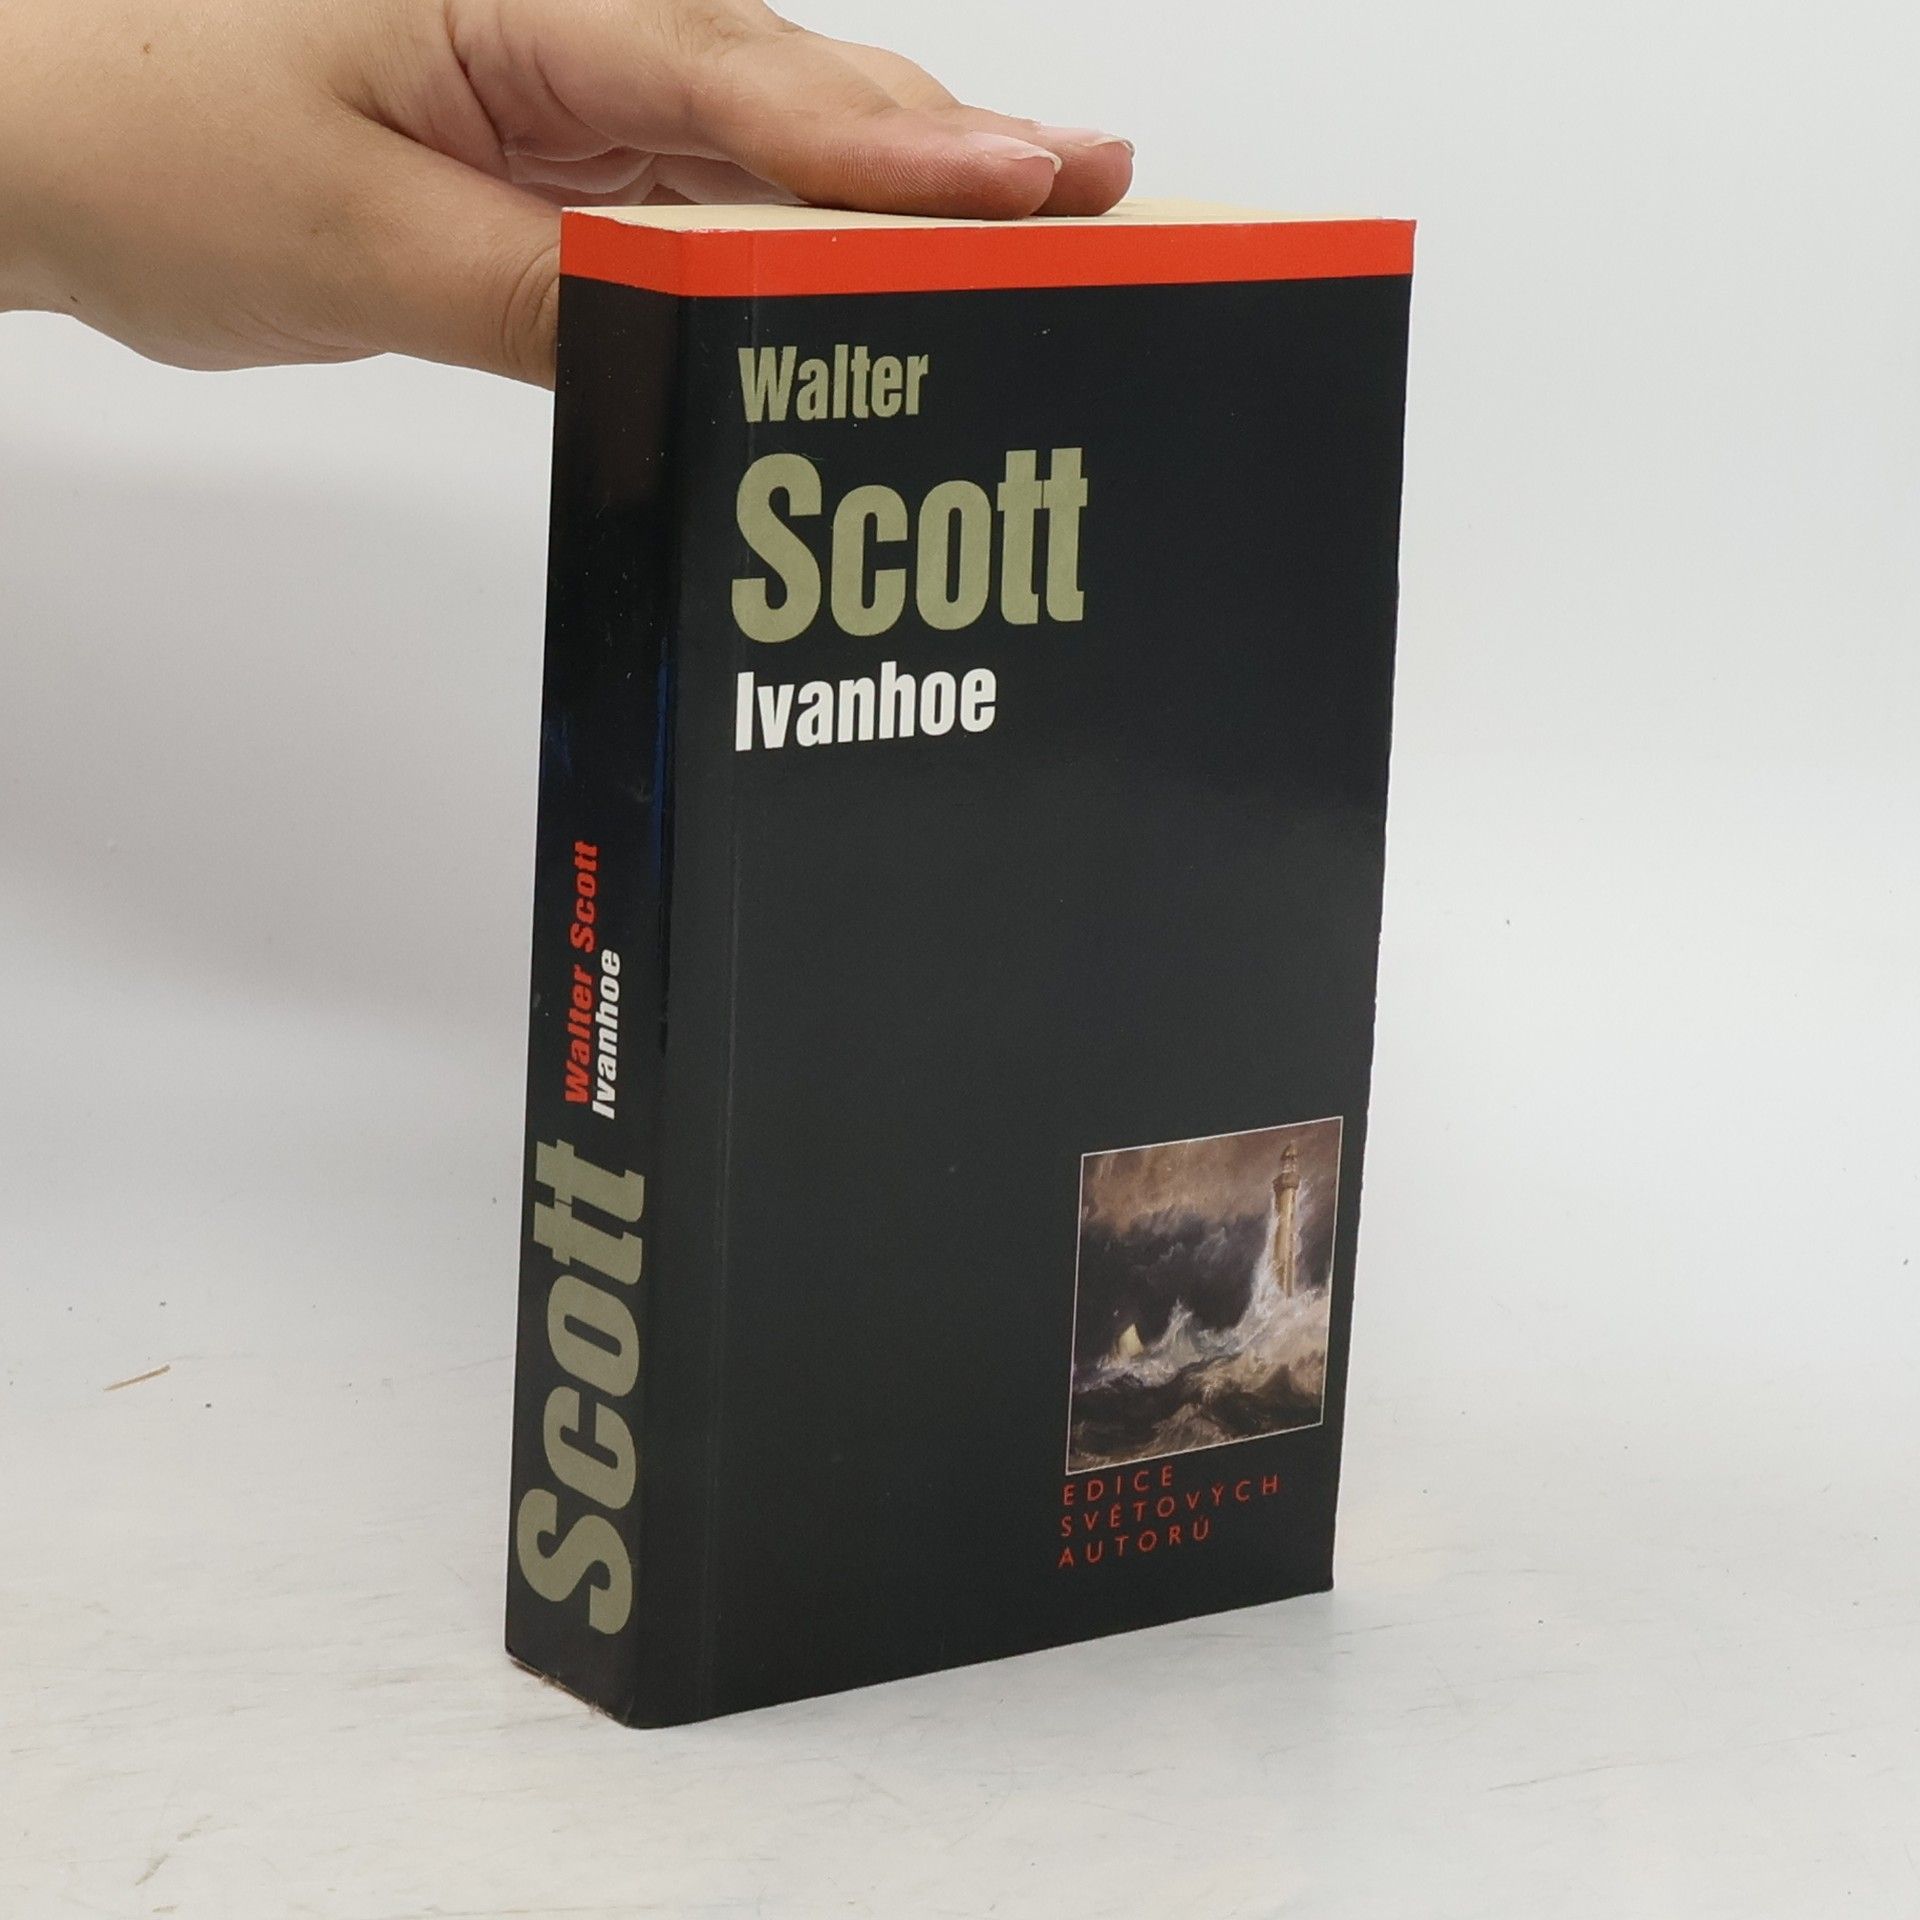 Walter
Scott
Ivanhoe
EDICE
SVĚTOVÝCH
AUTORŮ
Scott
Walter Scott
Ivanhoe